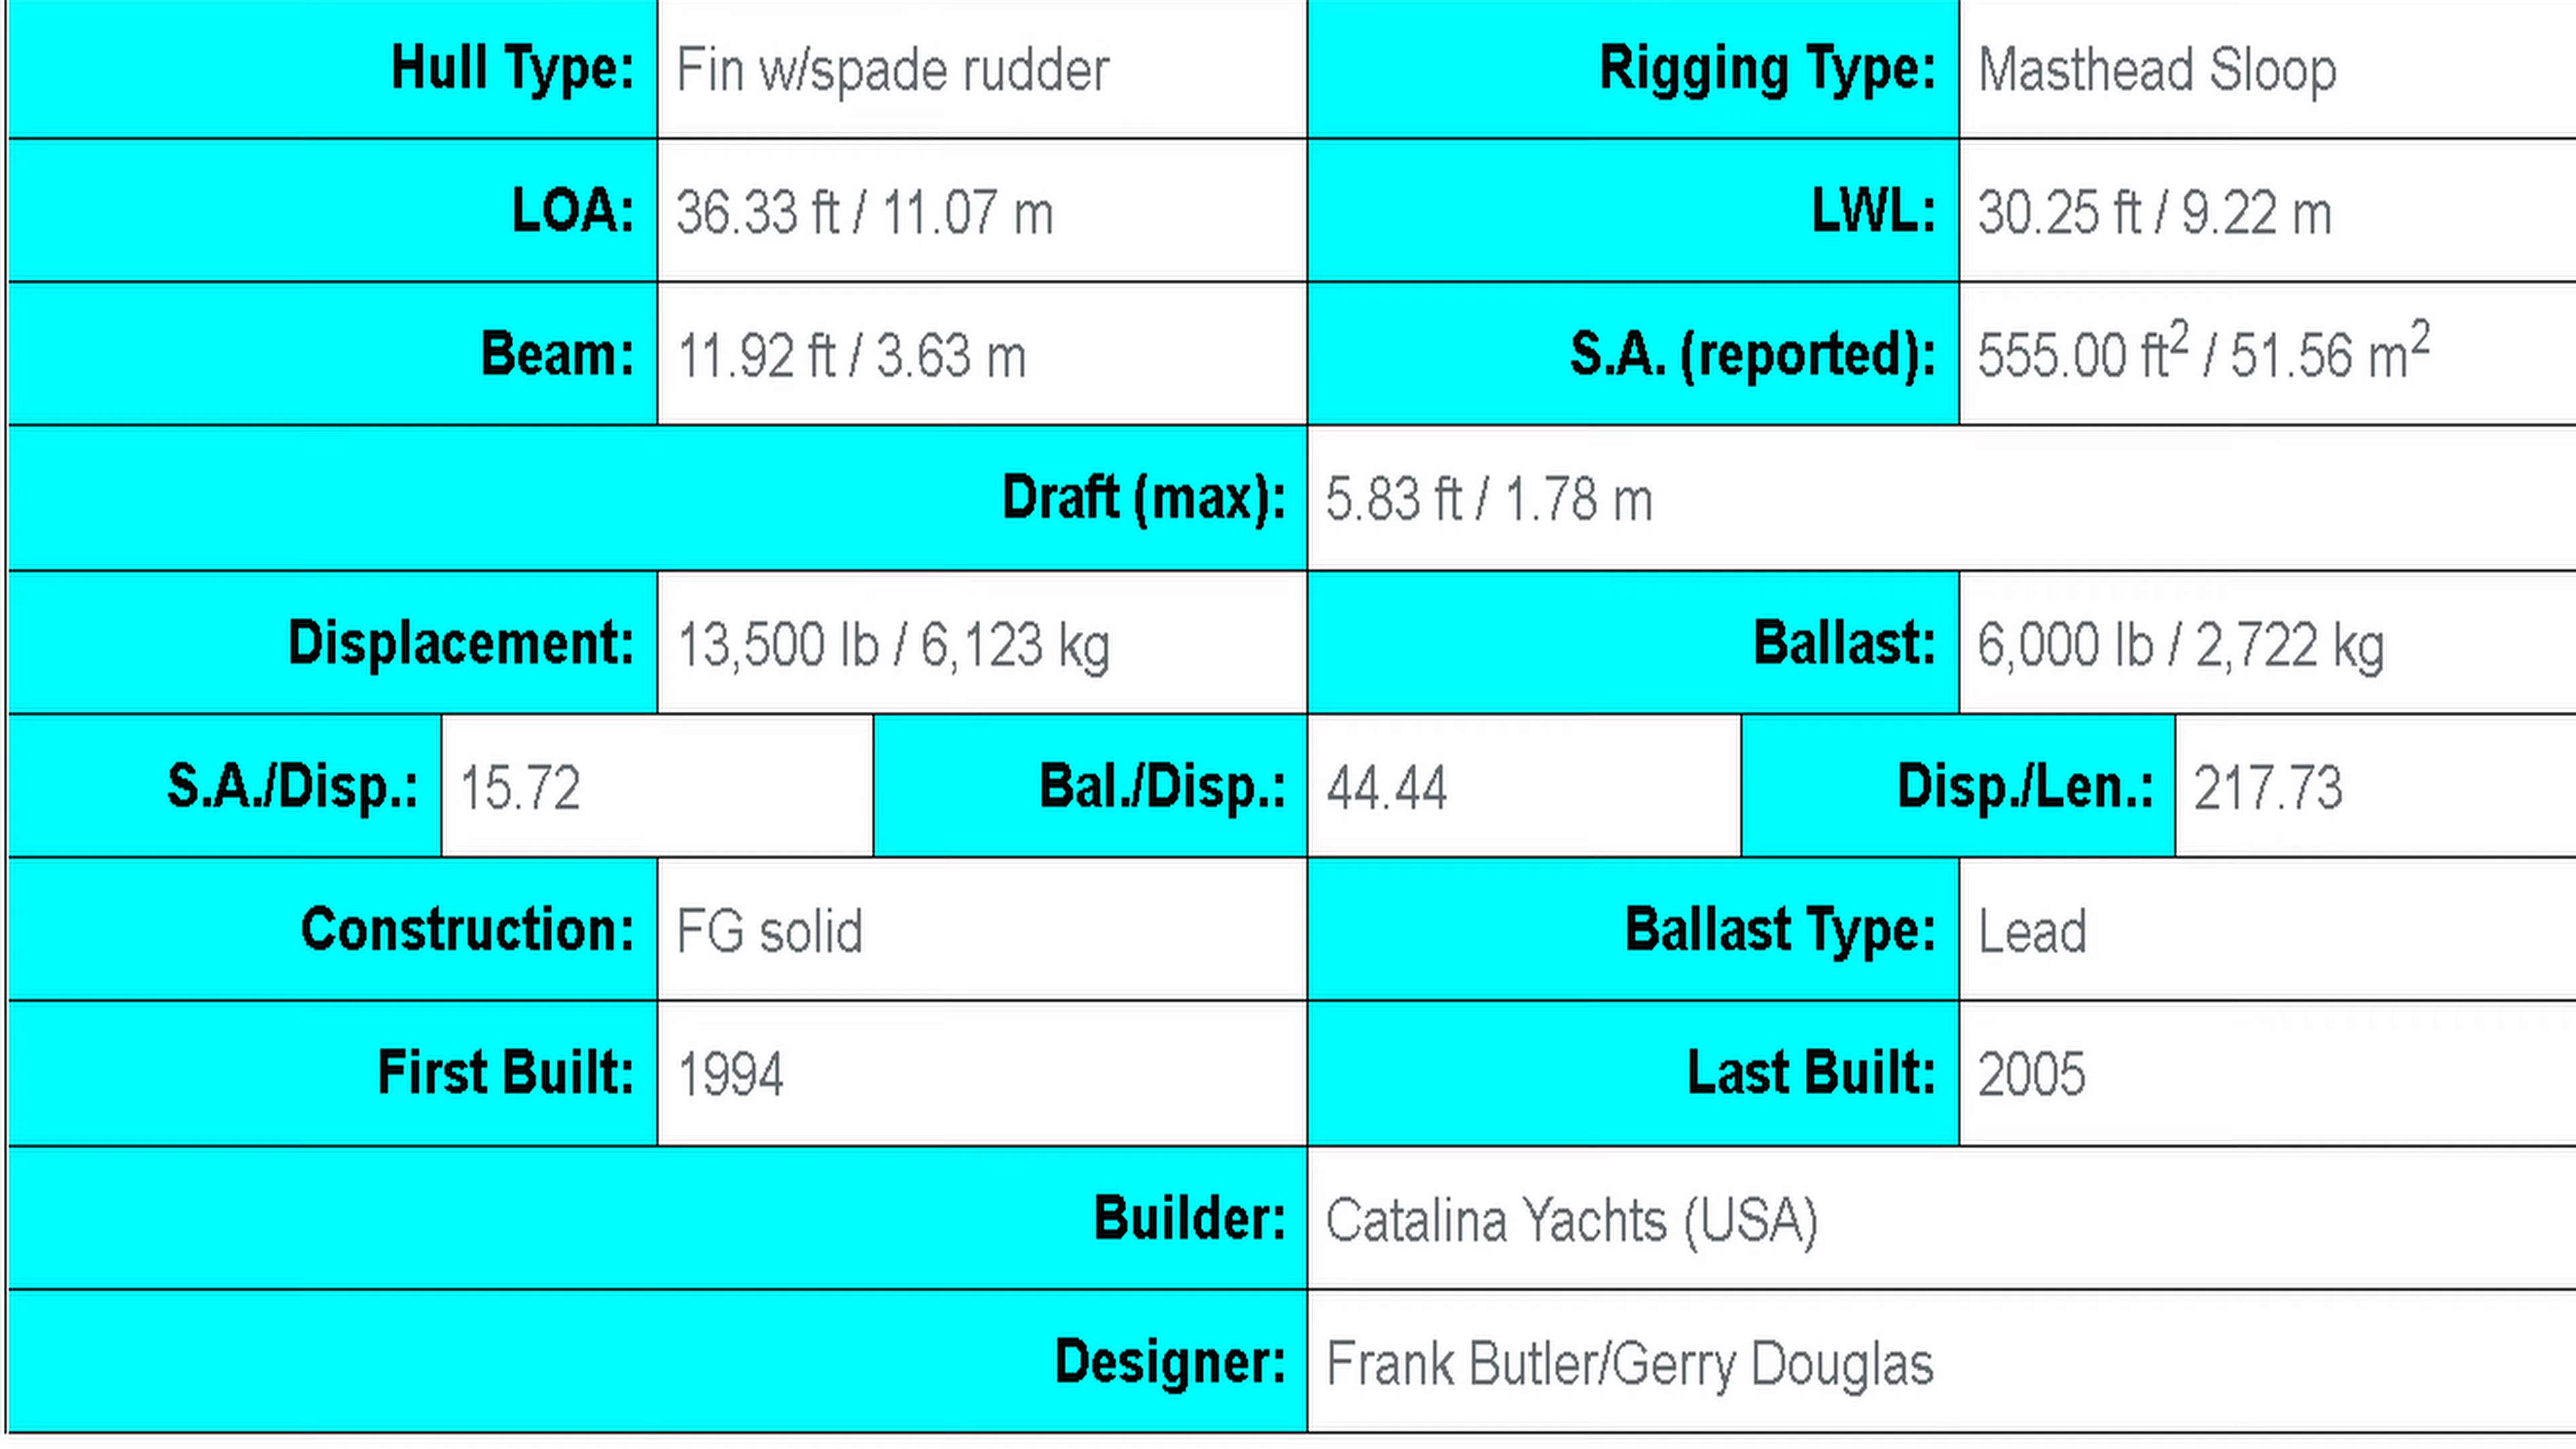 Hull Type: Fin w/spade rudder Rigging Type: Masthead Sloop
LOA: 36.33 ft / 11.07 m LWL: 30.25 ft / 9.22 m
Beam: 11.92 ft / 3.63 m S.A. (reported): 555.00 ft² / 51.56 m²
Draft (max): 5.83 ft / 1.78 m
Displacement: 13,500 lb / 6,123 kg Ballast: 6,000 lb / 2,722 kg
S.A./Disp.: 15.72 Bal./Disp.: 44.44 Disp./Len.: 217.73
Construction: FG solid Ballast Type: Lead
First Built: 1994 Last Built: 2005
Builder: Catalina Yachts (USA)
Designer: Frank Butler/Gerry Douglas